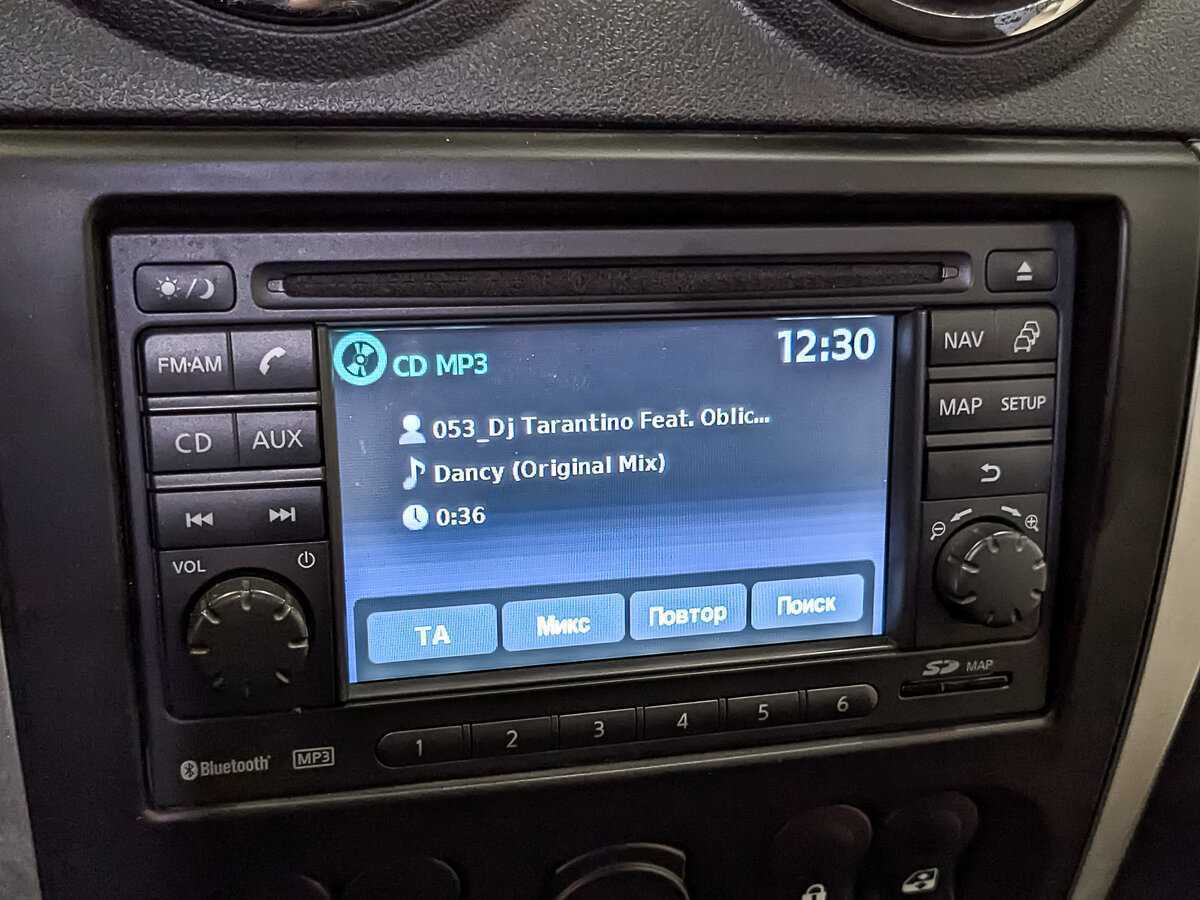 FM·AM
CD
AUX
VOL
CD MP3
12:30
053_Dj Tarantino Feat. Oblic...
Dancy (Original Mix)
0:36
TA
Микс
Повтор
Поиск
NAV
MAP
SETUP
SD MAP
1 2 3 4 5 6
Bluetooth
MP3